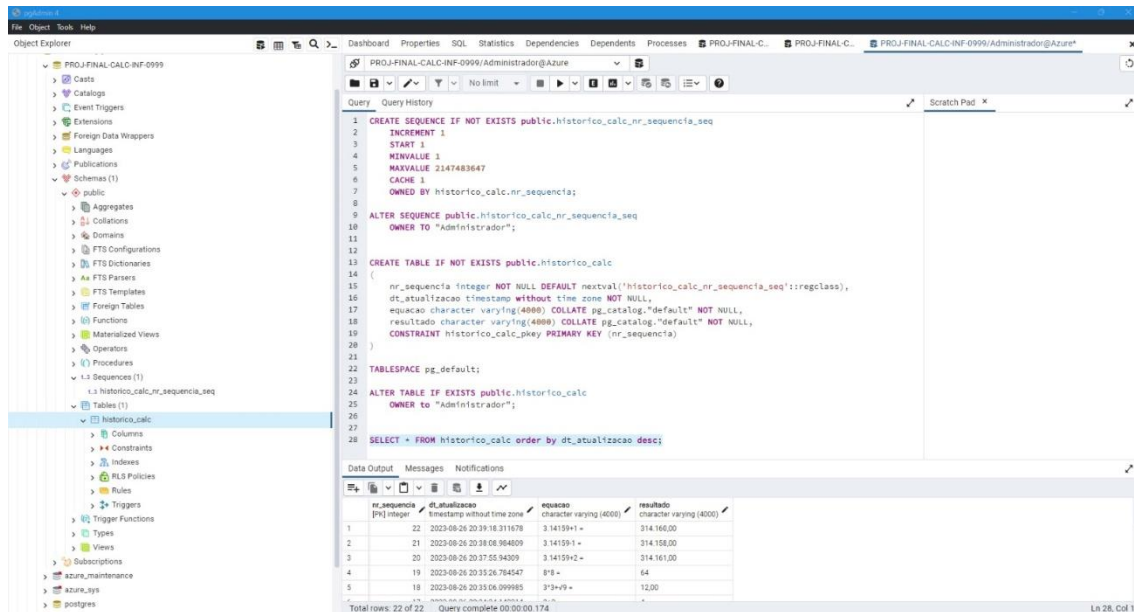 pgAdmin 4
File Object Tools Help
Object Explorer
Dashboard Properties SQL Statistics Dependencies Dependents Processes PROJ-FINAL-C... PROJ-FINAL-C... PROJ-FINAL-CALC-INF-0999/Administrador@Azure*
PROJ-FINAL-CALC-INF-0999
Casts
Catalogs
Event Triggers
Extensions
Foreign Data Wrappers
Languages
Publications
Schemas (1)
public
Aggregates
Collations
Domains
FTS Configurations
FTS Dictionaries
FTS Parsers
FTS Templates
Foreign Tables
Functions
Materialized Views
Operators
Procedures
1..3 Sequences (1)
1..3 historico_calc_nr_sequencia_seq
Tables (1)
historico_calc
Columns
Constraints
Indexes
RLS Policies
Rules
Triggers
Trigger Functions
Types
Views
Subscriptions
azure_maintenance
azure_sys
postgres
PROJ-FINAL-CALC-INF-0999/Administrador@Azure
No limit
Query Query History
Scratch Pad
1 CREATE SEQUENCE IF NOT EXISTS public.historico_calc_nr_sequencia_seq
2 INCREMENT 1
3 START 1
4 MINVALUE 1
5 MAXVALUE 2147483647
6 CACHE 1
7 OWNED BY historico_calc.nr_sequencia;
8
9 ALTER SEQUENCE public.historico_calc_nr_sequencia_seq
10 OWNER TO "Administrador";
11
12
13 CREATE TABLE IF NOT EXISTS public.historico_calc
14 (
15 nr_sequencia integer NOT NULL DEFAULT nextval('historico_calc_nr_sequencia_seq'::regclass),
16 dt_atualizacao timestamp without time zone NOT NULL,
17 equacao character varying(4000) COLLATE pg_catalog."default" NOT NULL,
18 resultado character varying(4000) COLLATE pg_catalog."default" NOT NULL,
19 CONSTRAINT historico_calc_pkey PRIMARY KEY (nr_sequencia)
20 )
21
22 TABLESPACE pg_default;
23
24 ALTER TABLE IF EXISTS public.historico_calc
25 OWNER to "Administrador";
26
27
28 SELECT * FROM historico_calc order by dt_atualizacao desc;
Data Output Messages Notifications
nr_sequencia dt_atualizacao equacao resultado
[PK] integer timestamp without time zone character varying (4000) character varying (4000)
1 22 2023-08-26 20:39:18.311678 3.14159+1 = 314.160,00
2 21 2023-08-26 20:38:08.984809 3.14159-1 = 314.158,00
3 20 2023-08-26 20:37:55.94309 3.14159+2 = 314.161,00
4 19 2023-08-26 20:35:26.784547 8*8 = 64
5 18 2023-08-26 20:35:06.099985 3*3+√9 = 12,00
Total rows: 22 of 22 Query complete 00:00:00.174
Ln 28, Col 1